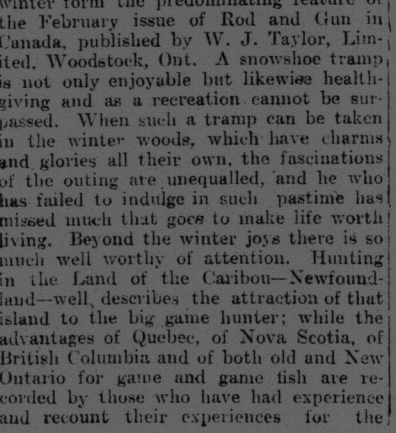 winter form the predominating feature of
the February issue of Rod and Gun in
Canada, published by W. J. Taylor, Lim-
ited, Woodstock, Ont. A snowshoe tramp
is not only enjoyable but likewise health-
giving and as a recreation cannot be sur-
passed. When such a tramp can be taken
in the winter woods, which have charms
and glories all their own, the fascinations
of the outing are unequalled, and he who
has failed to indulge in such pastime has
missed much that goes to make life worth
living. Beyond the winter joys there is so
much well worthy of attention. Hunting
in the Land of the Caribou—Newfound-
land—well, describes the attraction of that
island to the big game hunter; while the
advantages of Quebec, of Nova Scotia, of
British Columbia and of both old and New
Ontario for game and game fish are re-
corded by those who have had experience
and recount their experiences for the